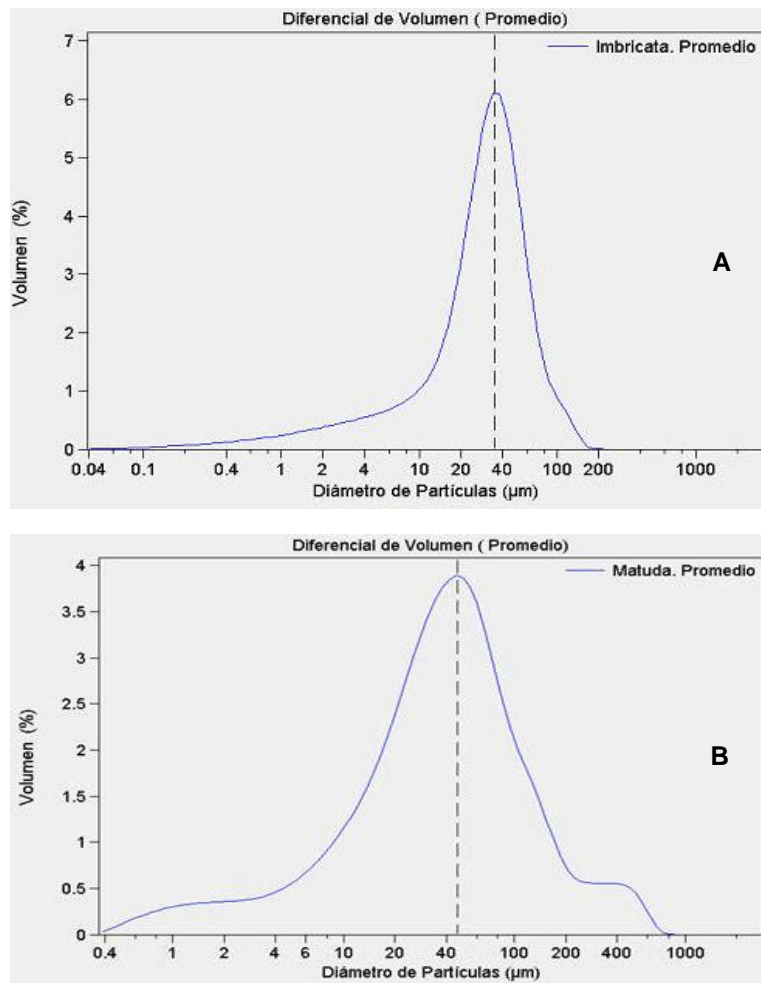 Diferencial de Volumen ( Promedio)
Imbricata. Promedio
7
6
5
4
3
2
1
0
Volumen (%)
A
0.04 0.1 0.4 1 2 4 10 20 40 100 200 1000
Diámetro de Partículas (µm)
Diferencial de Volumen ( Promedio)
Matuda. Promedio
4
3.5
3
2.5
2
1.5
1
0.5
0
Volumen (%)
B
0.4 1 2 4 6 10 20 40 100 200 400 1000
Diámetro de Partículas (µm)